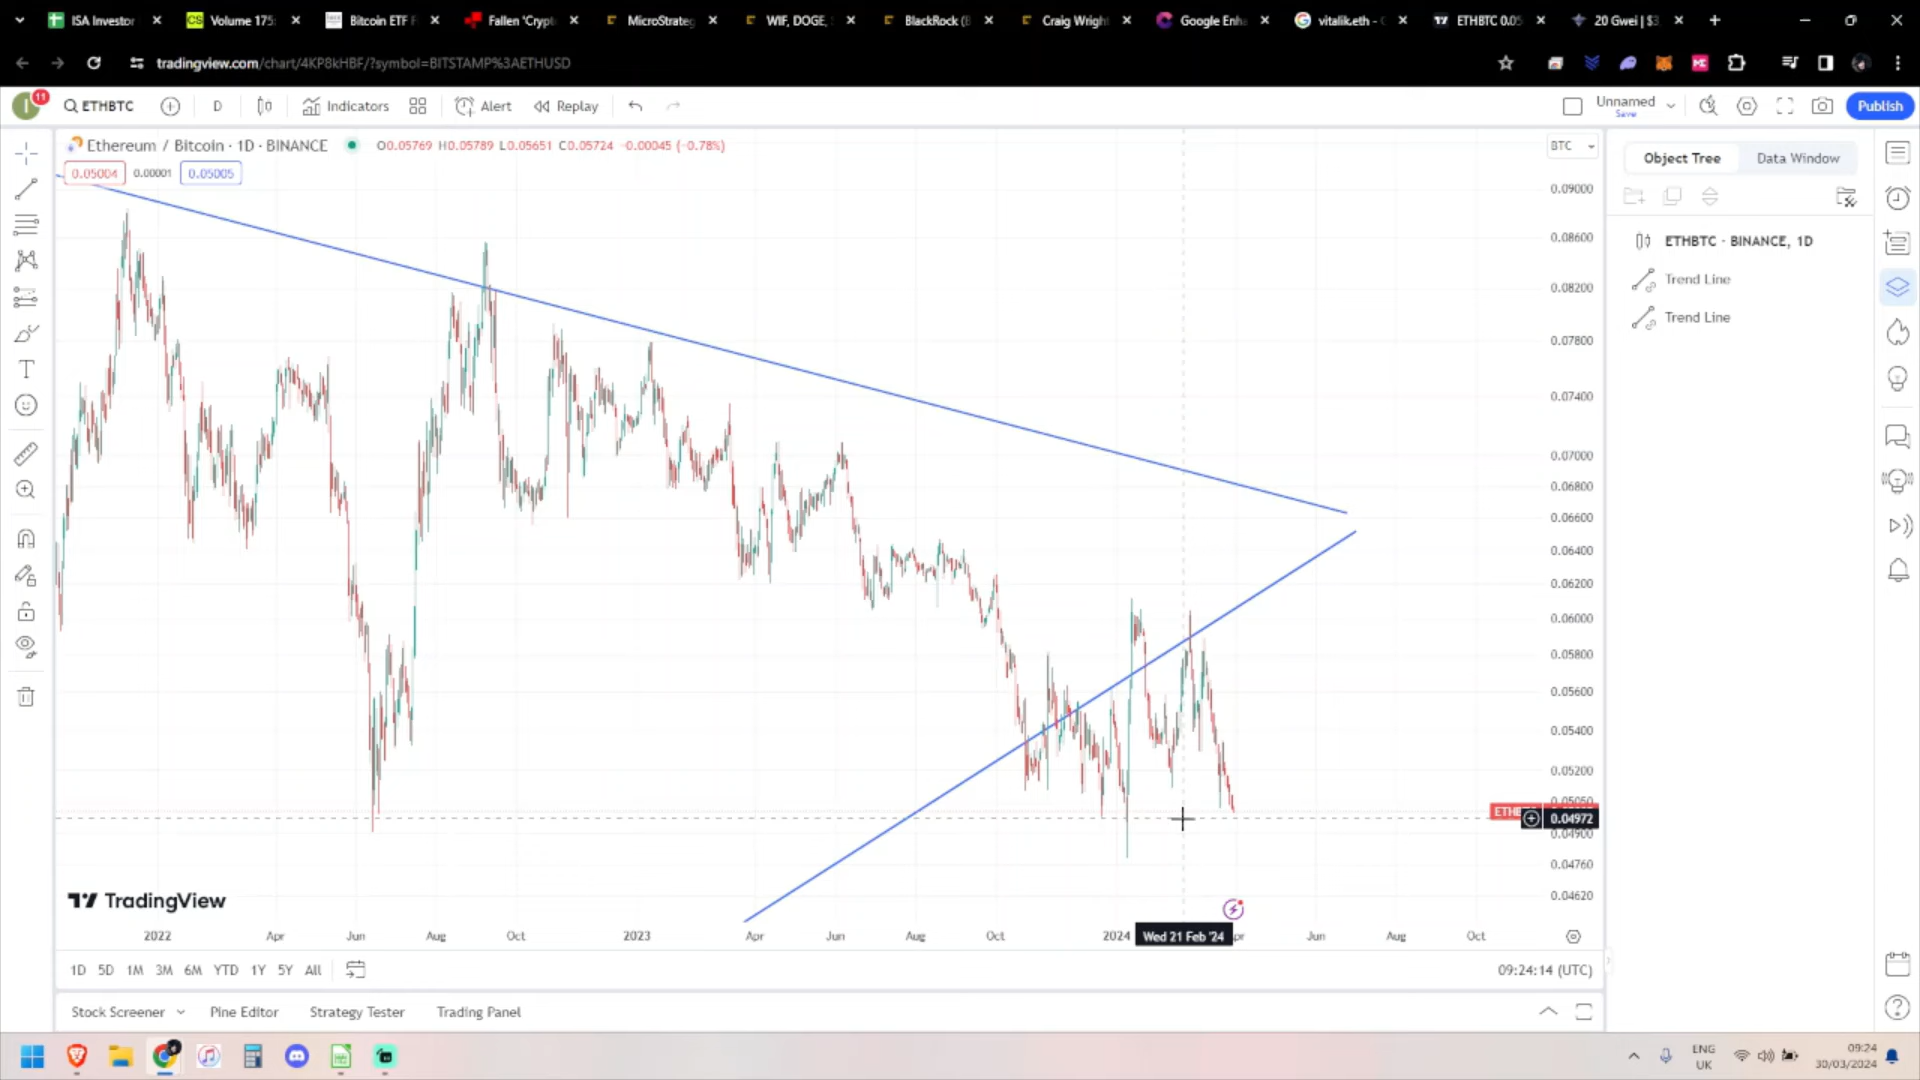 ISA Investor
Volume 175:
Bitcoin ETF F
Fallen 'Crypt
MicroStrateg
WIF, DOGE, S
BlackRock (B
Craig Wright
Google Enha
vitalik.eth - C
ETHBTC 0.05
20 Gwei | $3
tradingview.com/chart/4KP8kHBF/?symbol=BITSTAMP%3AETHUSD
11
ETHBTC
D
Indicators
Alert
Replay
Unnamed
Save
Publish
Ethereum / Bitcoin · 1D · BINANCE
O0.05769 H0.05789 L0.05651 C0.05724 -0.00045 (-0.78%)
BTC
0.05004 0.00001 0.05005
Object Tree
Data Window
ETHBTC · BINANCE, 1D
Trend Line
Trend Line
0.09000
0.08600
0.08200
0.07800
0.07400
0.07000
0.06800
0.06600
0.06400
0.06200
0.06000
0.05800
0.05600
0.05400
0.05200
0.05050
0.04972
0.04900
0.04760
0.04620
TradingView
2022 Apr Jun Aug Oct 2023 Apr Jun Aug Oct 2024 Wed 21 Feb '24 Jun Aug Oct
1D 5D 1M 3M 6M YTD 1Y 5Y All
09:24:14 (UTC)
Stock Screener
Pine Editor
Strategy Tester
Trading Panel
ENG
UK
09:24
30/03/2024